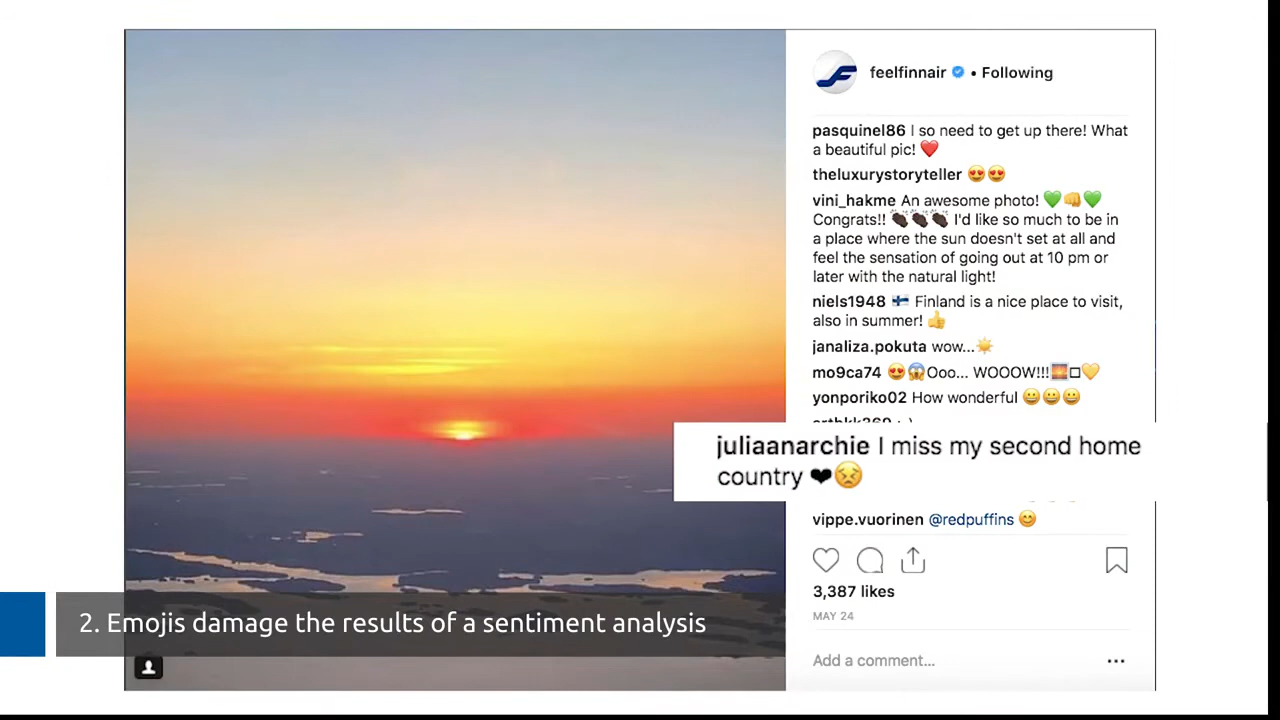 feelfinnair • Following
pasquinel86 I so need to get up there! What
a beautiful pic! ❤️
theluxurystoryteller 😍😍
vini_hakme An awesome photo! 💚👊💚
Congrats!! 👏🏿👏🏿👏🏿 I'd like so much to be in
a place where the sun doesn't set at all and
feel the sensation of going out at 10 pm or
later with the natural light!
niels1948 🇫🇮 Finland is a nice place to visit,
also in summer! 👍
janaliza.pokuta wow...☀️
mo9ca74 😍😱Ooo... WOOOW!!!🌅□💛
yonporiko02 How wonderful 😀😀😀
juliaanarchie I miss my second home
country ❤😣
vippe.vuorinen @redpuffins 😊
3,387 likes
MAY 24
2. Emojis damage the results of a sentiment analysis
Add a comment...